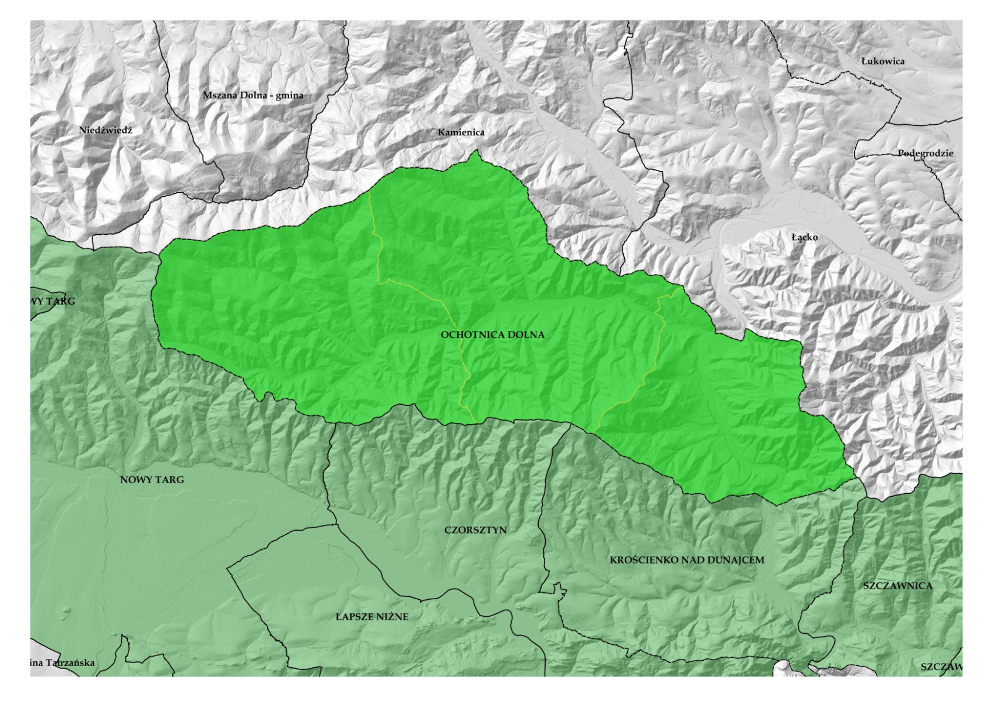 Łukowica
Mszana Dolna - gmina
Niedźwiedź
Kamienica
Podegrodzie
Łącko
WY TARG
OCHOTNICA DOLNA
NOWY TARG
CZORSZTYN
KROŚCIENKO NAD DUNAJCEM
SZCZAWNICA
ŁAPSZE NIŻNE
ina Tatrzańska
SZCZAW